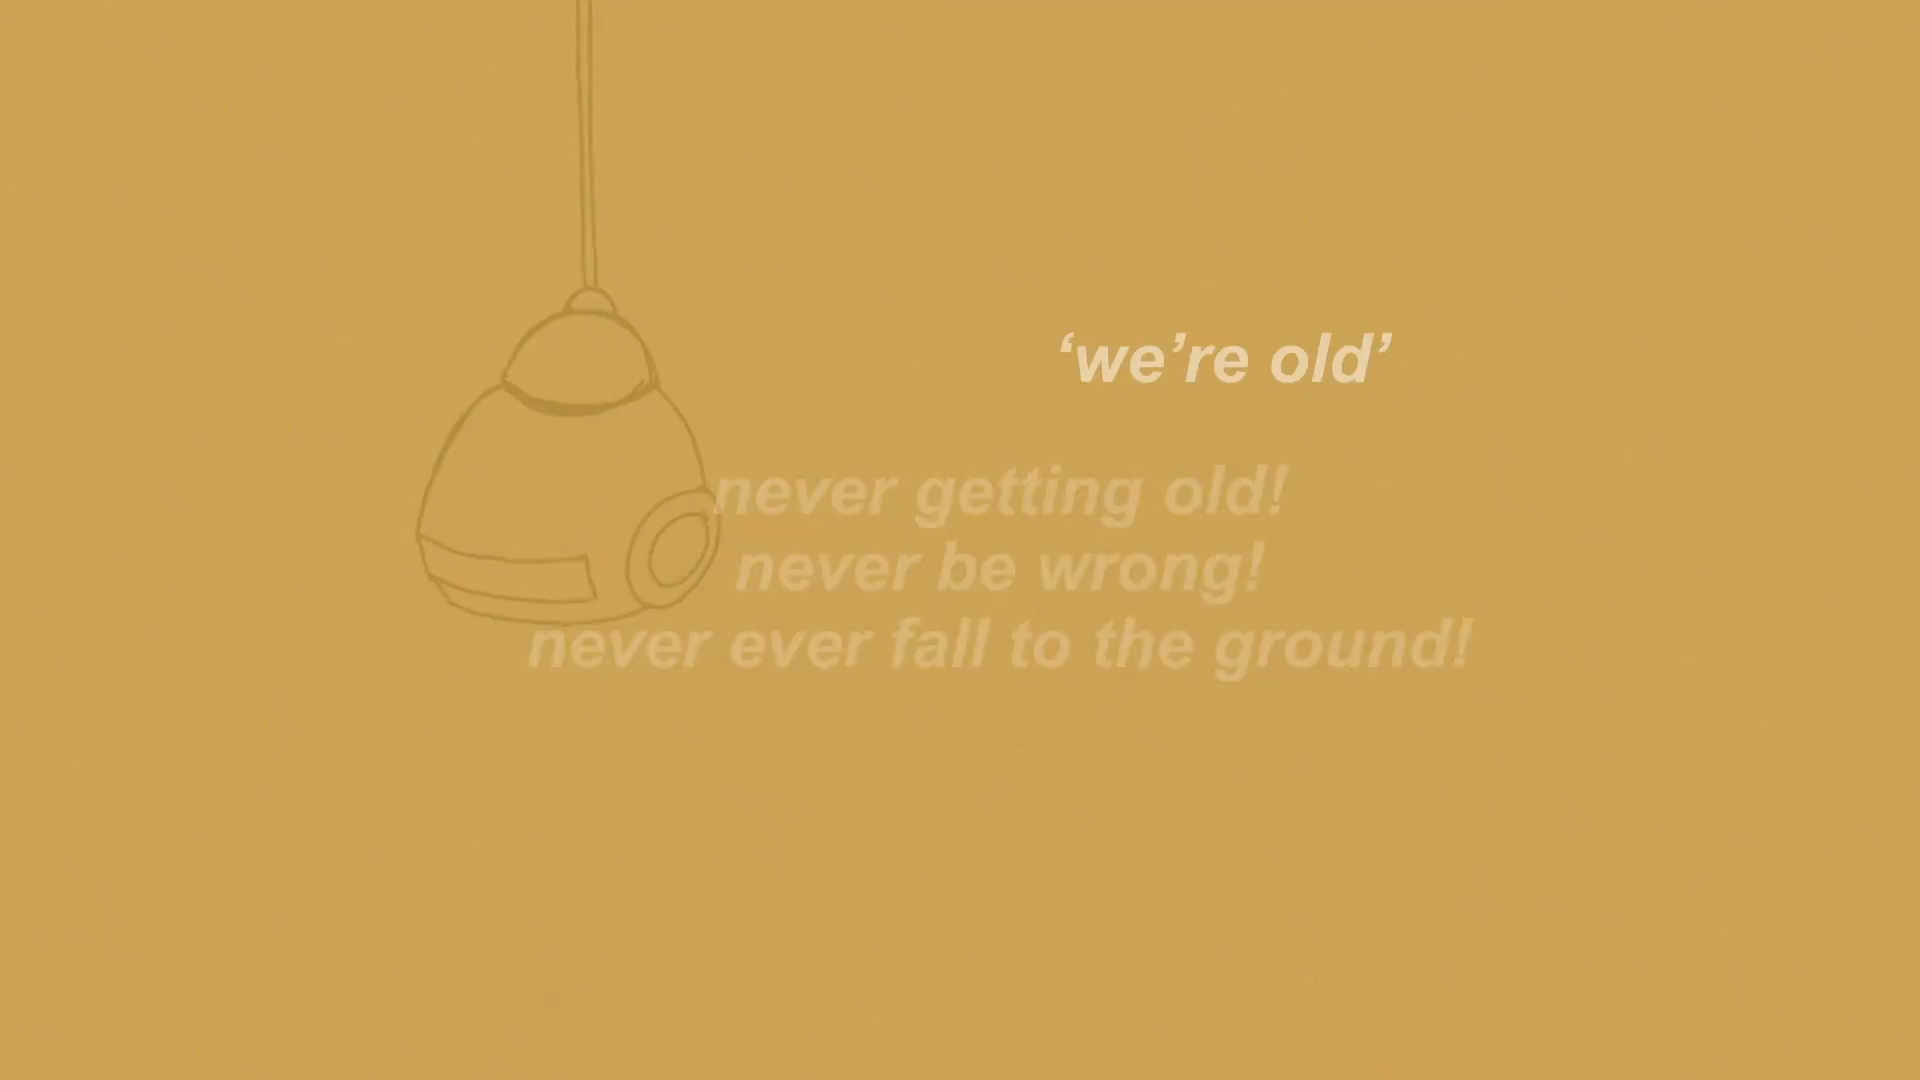 ‘we’re old’
never getting old!
never be wrong!
never ever fall to the ground!